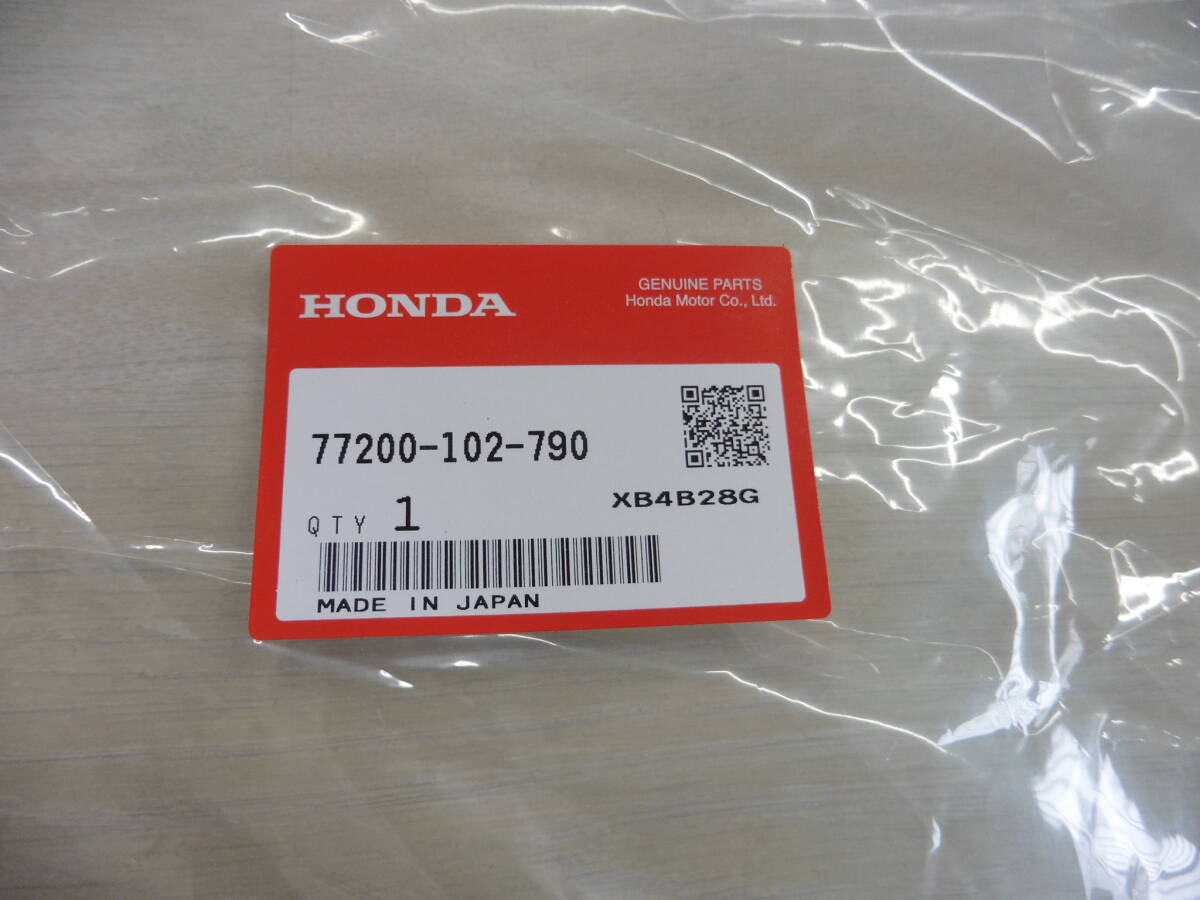 HONDA
GENUINE PARTS
Honda Motor Co., Ltd.
77200-102-790
XB4B28G
QTY 1
MADE IN JAPAN